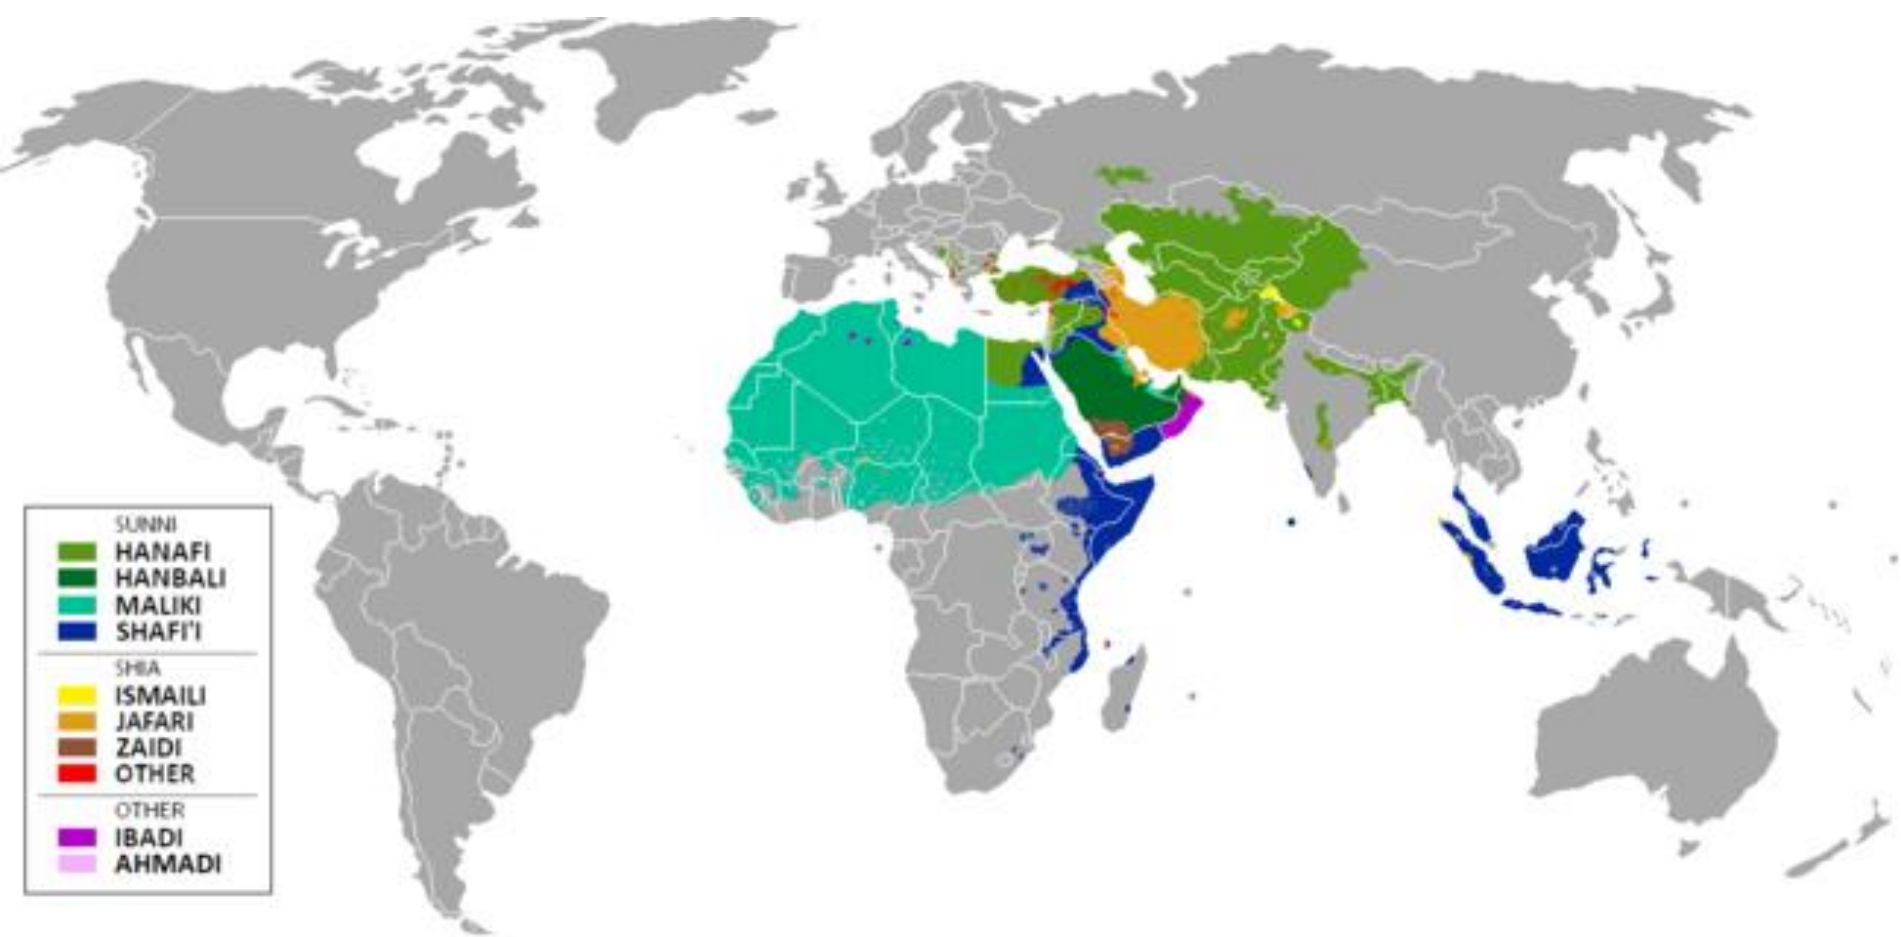 SUNNI
HANAFI
HANBALI
MALIKI
SHAFI'I
SHIA
ISMAILI
JAFARI
ZAIDI
OTHER
OTHER
IBADI
AHMADI